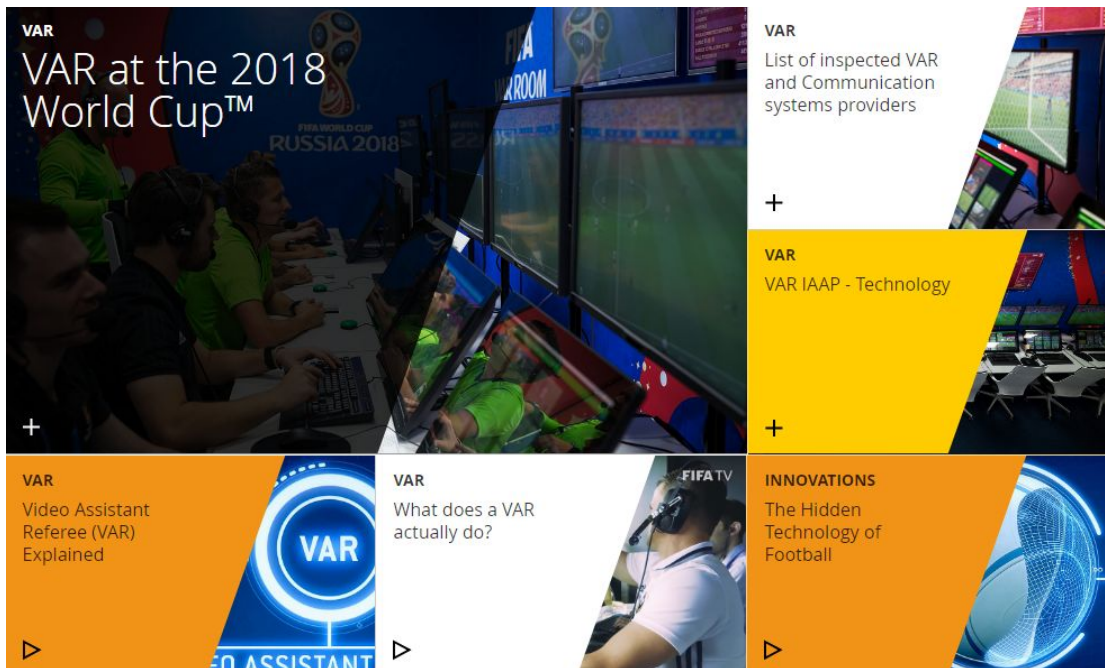 VAR
VAR at the 2018
World Cup™
FIFA
VAR ROOM
FIFA WORLD CUP
RUSSIA 2018
VAR
List of inspected VAR
and Communication
systems providers
VAR
VAR IAAP - Technology
VAR
Video Assistant
Referee (VAR)
Explained
VAR
VAR
What does a VAR
actually do?
FIFA TV
INNOVATIONS
The Hidden
Technology of
Football